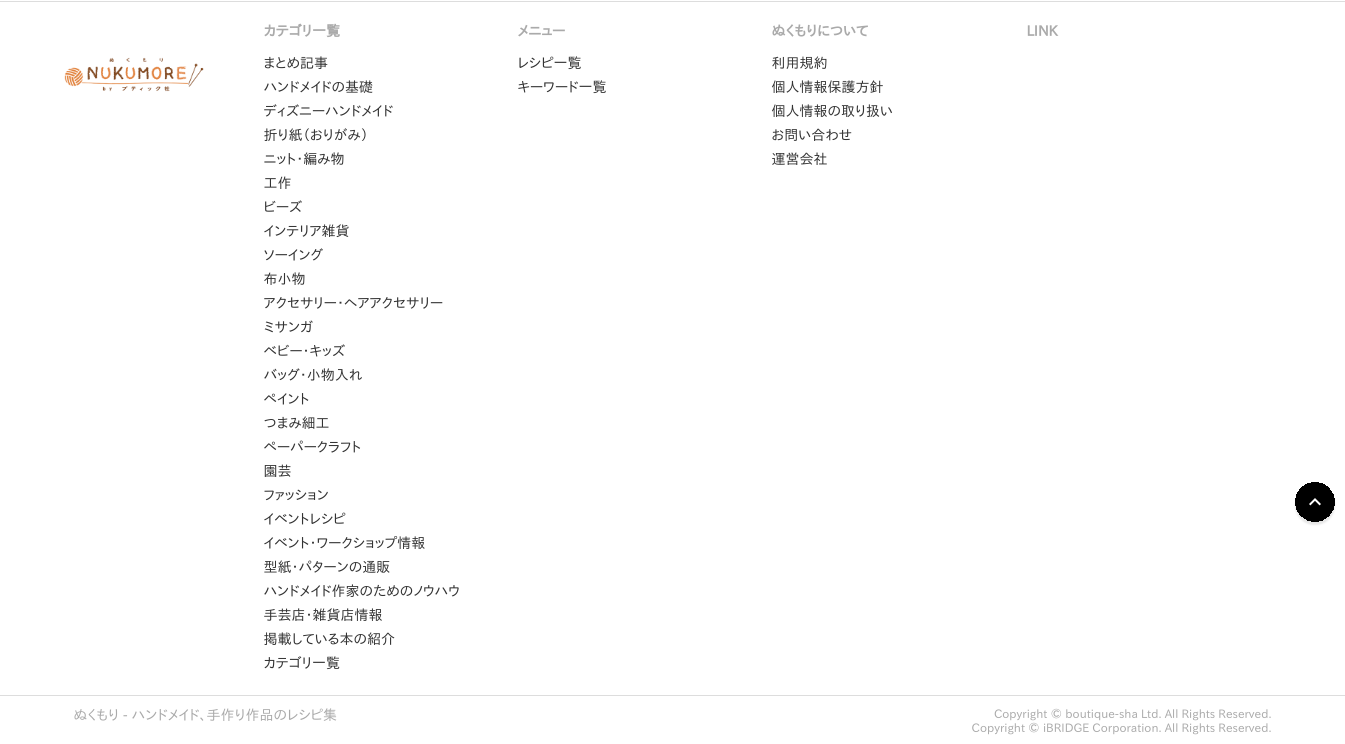 ぬくもり
NUKUMORE
by ブティック社
カテゴリ一覧
まとめ記事
ハンドメイドの基礎
ディズニーハンドメイド
折り紙（おりがみ）
ニット・編み物
工作
ビーズ
インテリア雑貨
ソーイング
布小物
アクセサリー・ヘアアクセサリー
ミサンガ
ベビー・キッズ
バッグ・小物入れ
ペイント
つまみ細工
ペーパークラフト
園芸
ファッション
イベントレシピ
イベント・ワークショップ情報
型紙・パターンの通販
ハンドメイド作家のためのノウハウ
手芸店・雑貨店情報
掲載している本の紹介
カテゴリ一覧
メニュー
レシピ一覧
キーワード一覧
ぬくもりについて
利用規約
個人情報保護方針
個人情報の取り扱い
お問い合わせ
運営会社
LINK
ぬくもり - ハンドメイド、手作り作品のレシピ集
Copyright © boutique-sha Ltd. All Rights Reserved.
Copyright © iBRIDGE Corporation. All Rights Reserved.